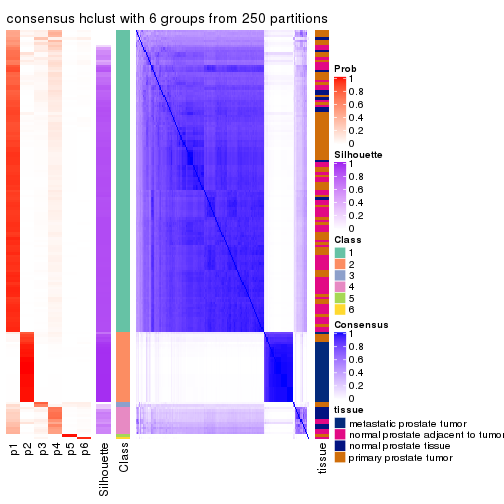 consensus hclust with 6 groups from 250 partitions
Prob
1
0.8
0.6
0.4
0.2
0
Silhouette
1
0.8
0.6
0.4
0.2
0
Class
1
2
3
4
5
6
Consensus
1
0.8
0.6
0.4
0.2
0
tissue
metastatic prostate tumor
normal prostate adjacent to tumor
normal prostate tissue
primary prostate tumor
p1
p2
p3
p4
p5
p6
Silhouette
Class
tissue